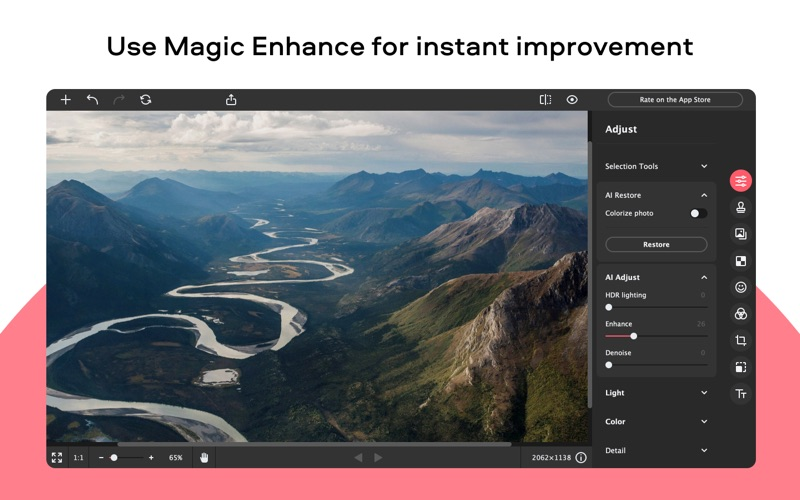 Use Magic Enhance for instant improvement
Rate on the App Store
Adjust
Selection Tools
AI Restore
Colorize photo
Restore
AI Adjust
HDR lighting 0
Enhance 26
Denoise 0
Light
Color
Detail
TT
1:1 65% 2062×1138